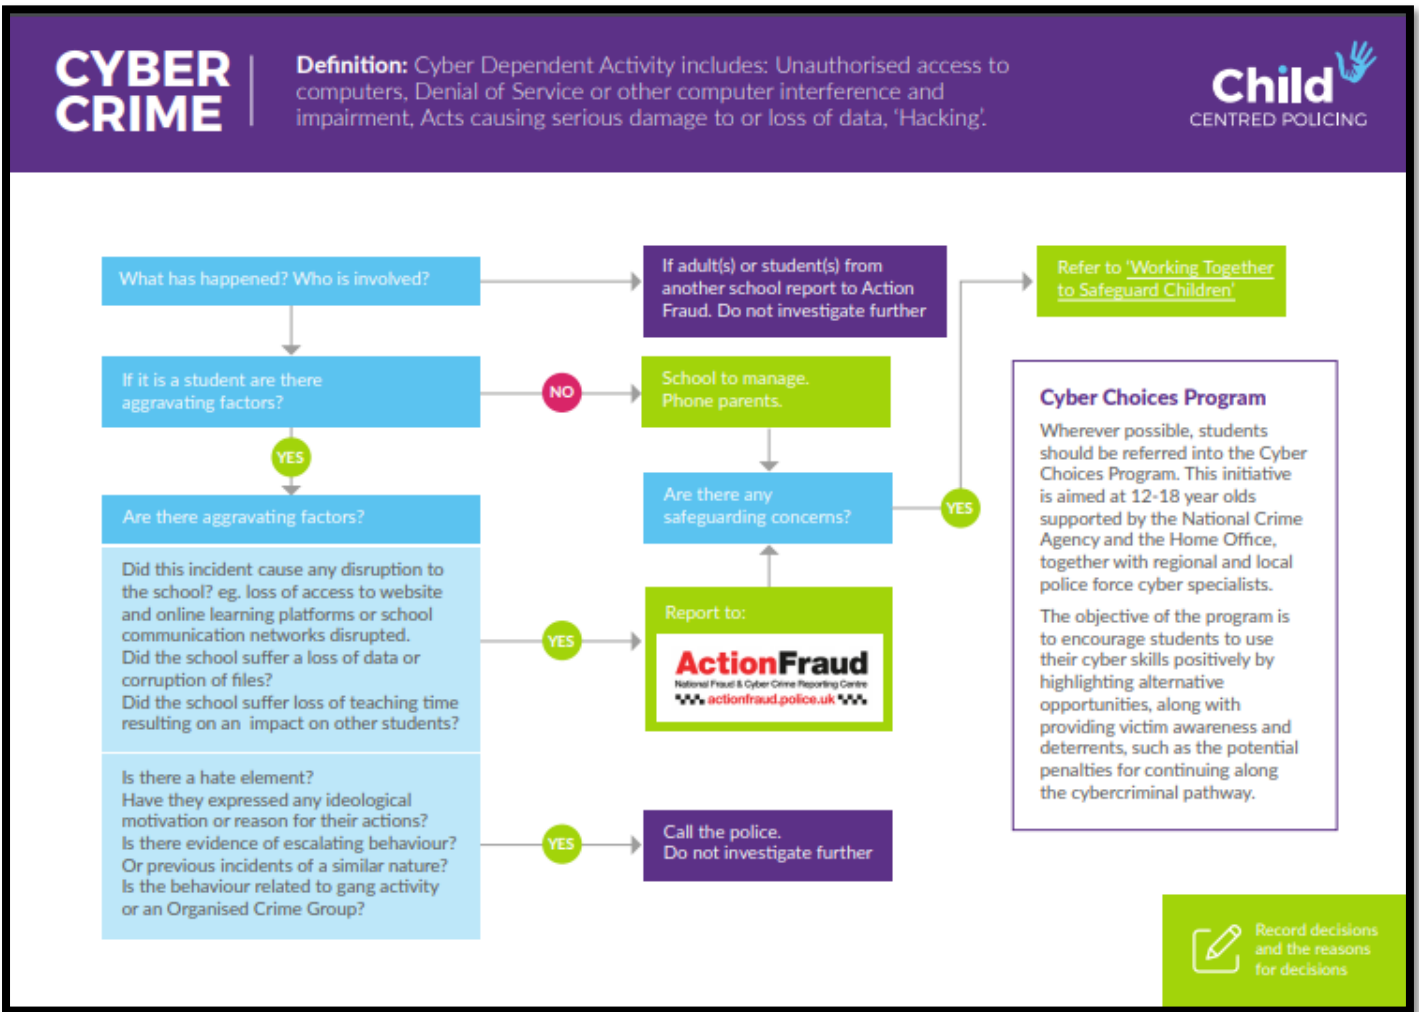 CYBER
CRIME
Definition: Cyber Dependent Activity includes: Unauthorised access to
computers, Denial of Service or other computer interference and
impairment, Acts causing serious damage to or loss of data, ‘Hacking’.
Child
CENTRED POLICING
What has happened? Who is involved?
If adult(s) or student(s) from
another school report to Action
Fraud. Do not investigate further
Refer to ‘Working Together
to Safeguard Children’
If it is a student are there
aggravating factors?
NO
School to manage.
Phone parents.
YES
Are there aggravating factors?
Are there any
safeguarding concerns?
YES
Did this incident cause any disruption to
the school? eg. loss of access to website
and online learning platforms or school
communication networks disrupted.
Did the school suffer a loss of data or
corruption of files?
Did the school suffer loss of teaching time
resulting on an impact on other students?
YES
Report to:
ActionFraud
National Fraud & Cyber Crime Reporting Centre
actionfraud.police.uk
Is there a hate element?
Have they expressed any ideological
motivation or reason for their actions?
Is there evidence of escalating behaviour?
Or previous incidents of a similar nature?
Is the behaviour related to gang activity
or an Organised Crime Group?
YES
Call the police.
Do not investigate further
Cyber Choices Program
Wherever possible, students
should be referred into the Cyber
Choices Program. This initiative
is aimed at 12-18 year olds
supported by the National Crime
Agency and the Home Office,
together with regional and local
police force cyber specialists.
The objective of the program is
to encourage students to use
their cyber skills positively by
highlighting alternative
opportunities, along with
providing victim awareness and
deterrents, such as the potential
penalties for continuing along
the cybercriminal pathway.
Record decisions
and the reasons
for decisions